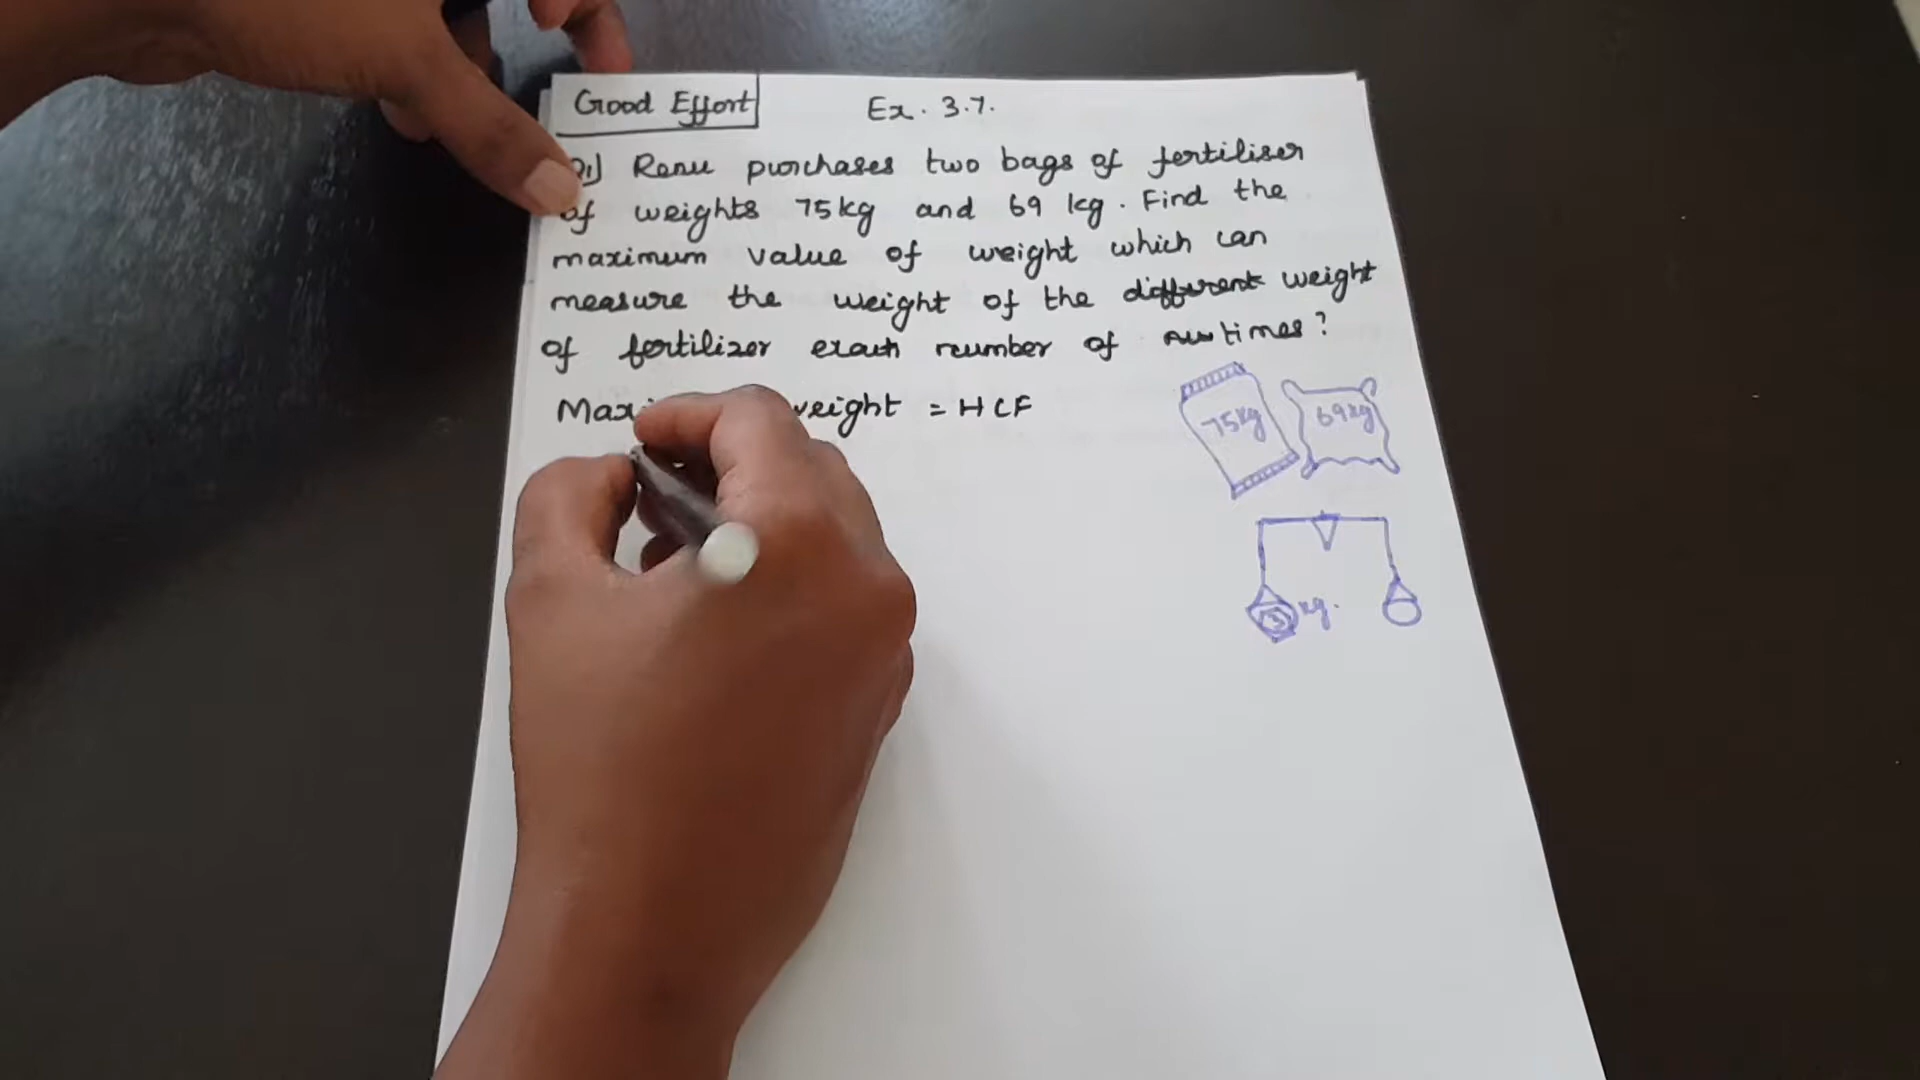 Good Effort
Ex. 3.7.
Renu purchases two bags of fertiliser
of weights 75kg and 69 kg. Find the
maximum value of weight which can
measure the weight of the different weight
of fertilizer exact number of times?
weight = HCF
75kg
69kg
75 kg.